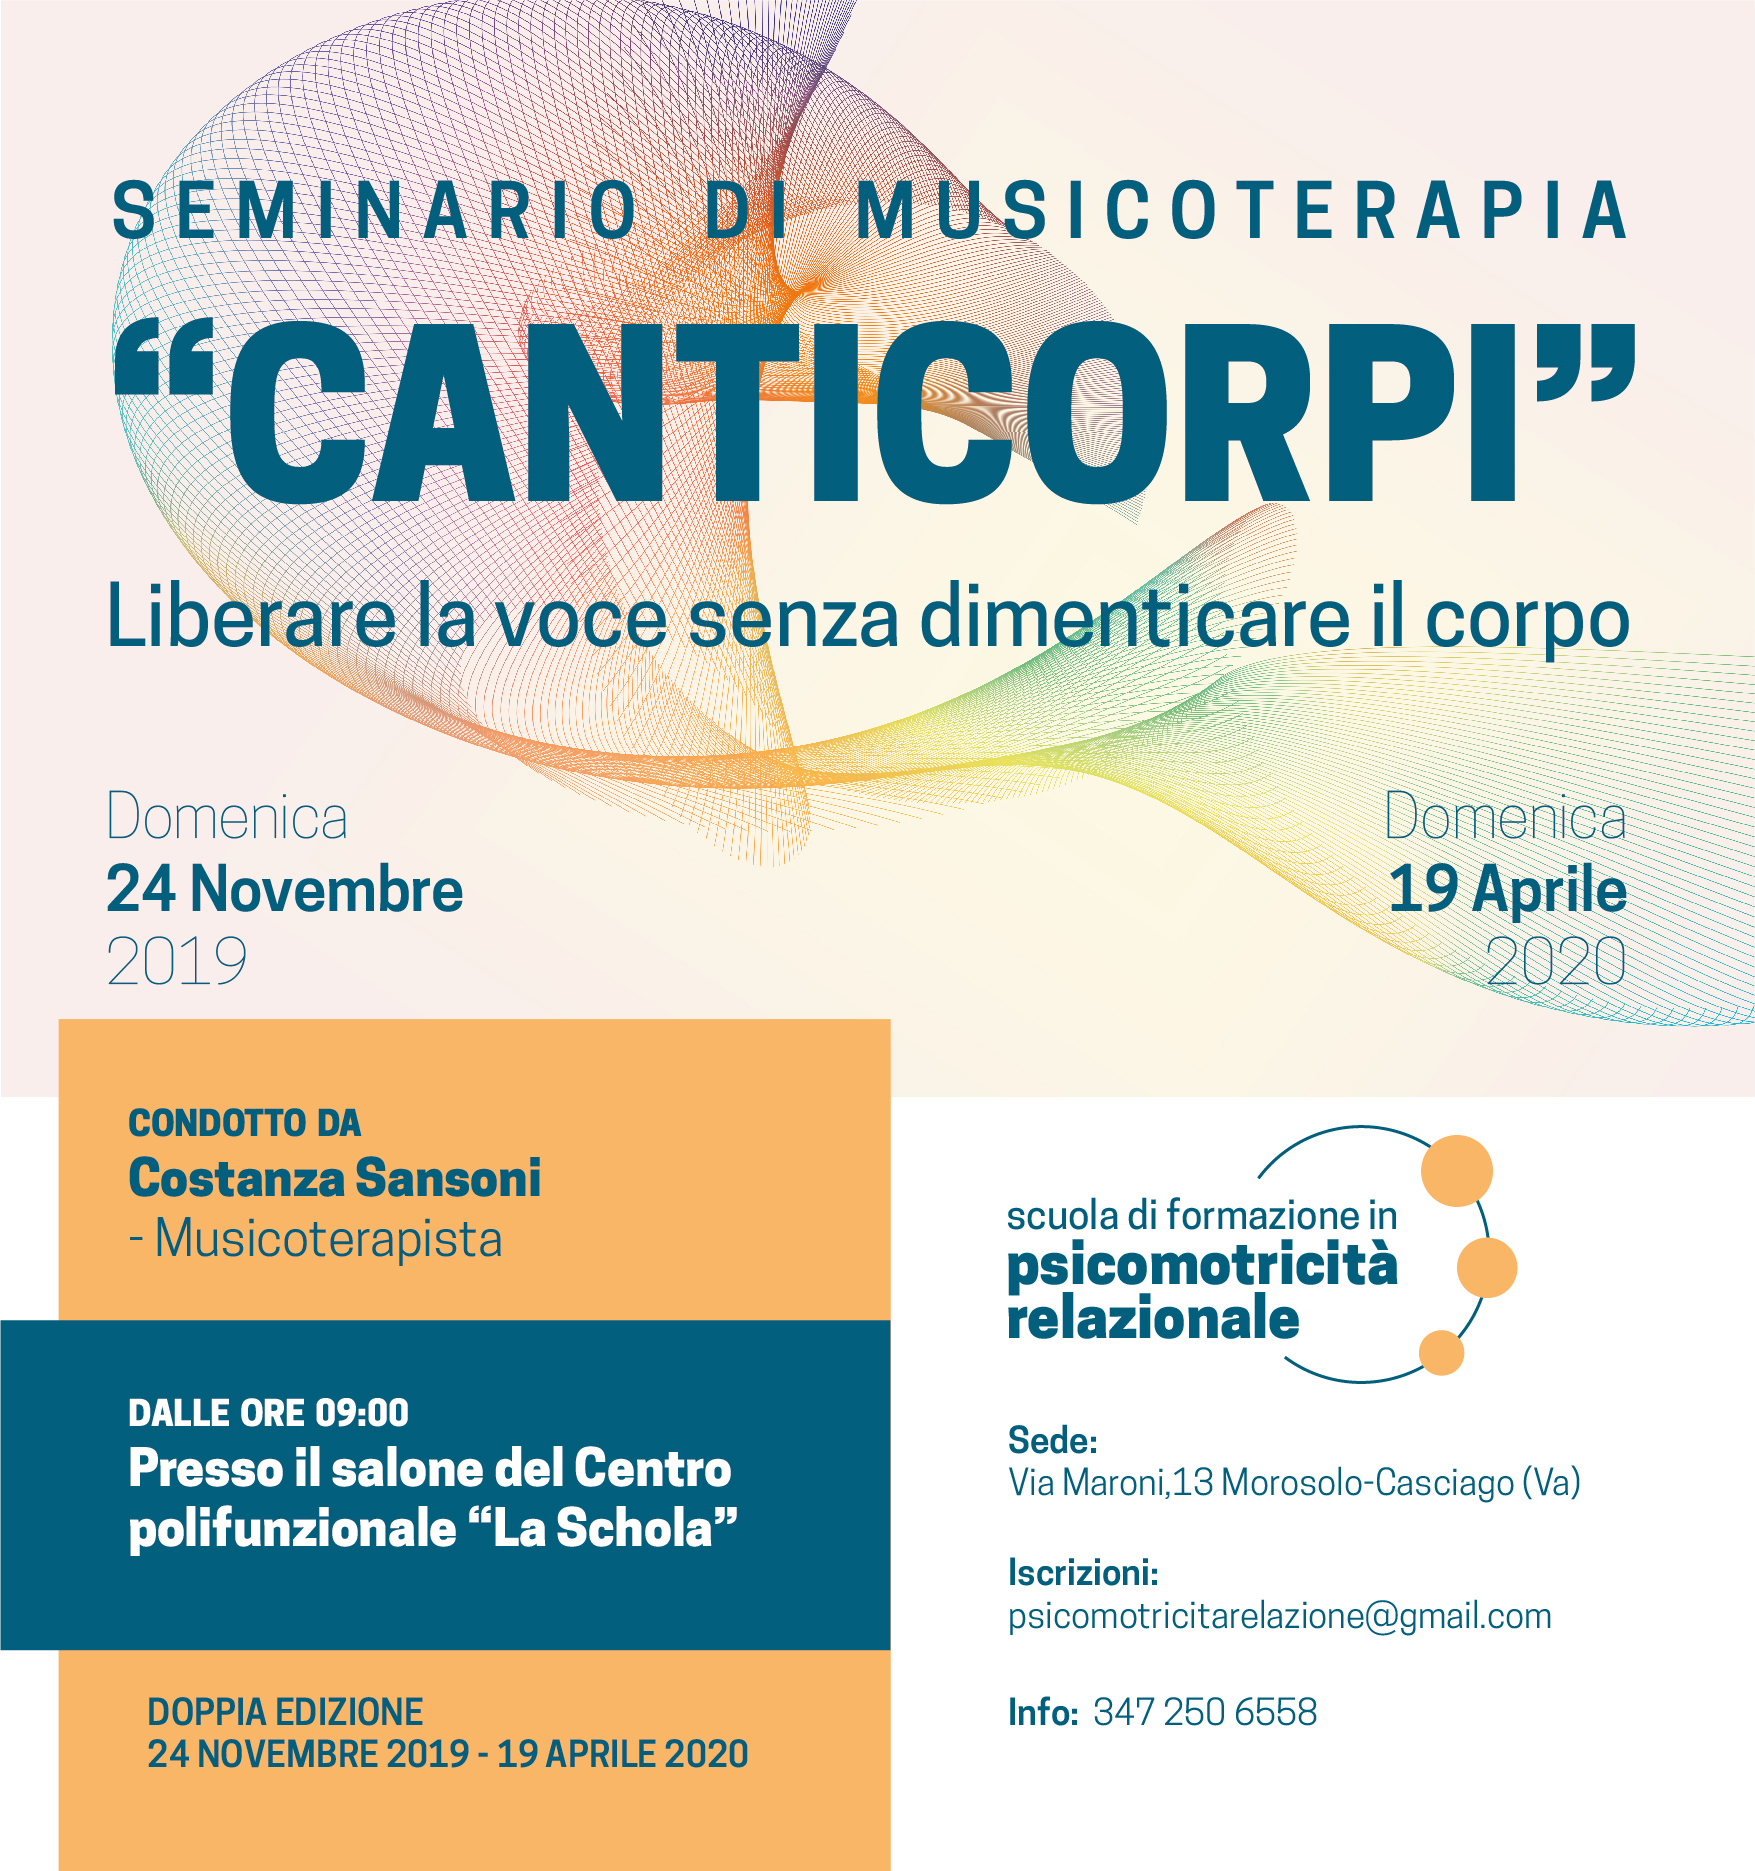 SEMINARIO DI MUSICOTERAPIA
“CANTICORPI”
Liberare la voce senza dimenticare il corpo
Domenica
24 Novembre
2019
Domenica
19 Aprile
2020
CONDOTTO DA
Costanza Sansoni
- Musicoterapista
DALLE ORE 09:00
Presso il salone del Centro
polifunzionale “La Schola”
DOPPIA EDIZIONE
24 NOVEMBRE 2019 - 19 APRILE 2020
scuola di formazione in
psicomotricità
relazionale
Sede:
Via Maroni,13 Morosolo-Casciago (Va)
Iscrizioni:
psicomotricitarelazione@gmail.com
Info: 347 250 6558